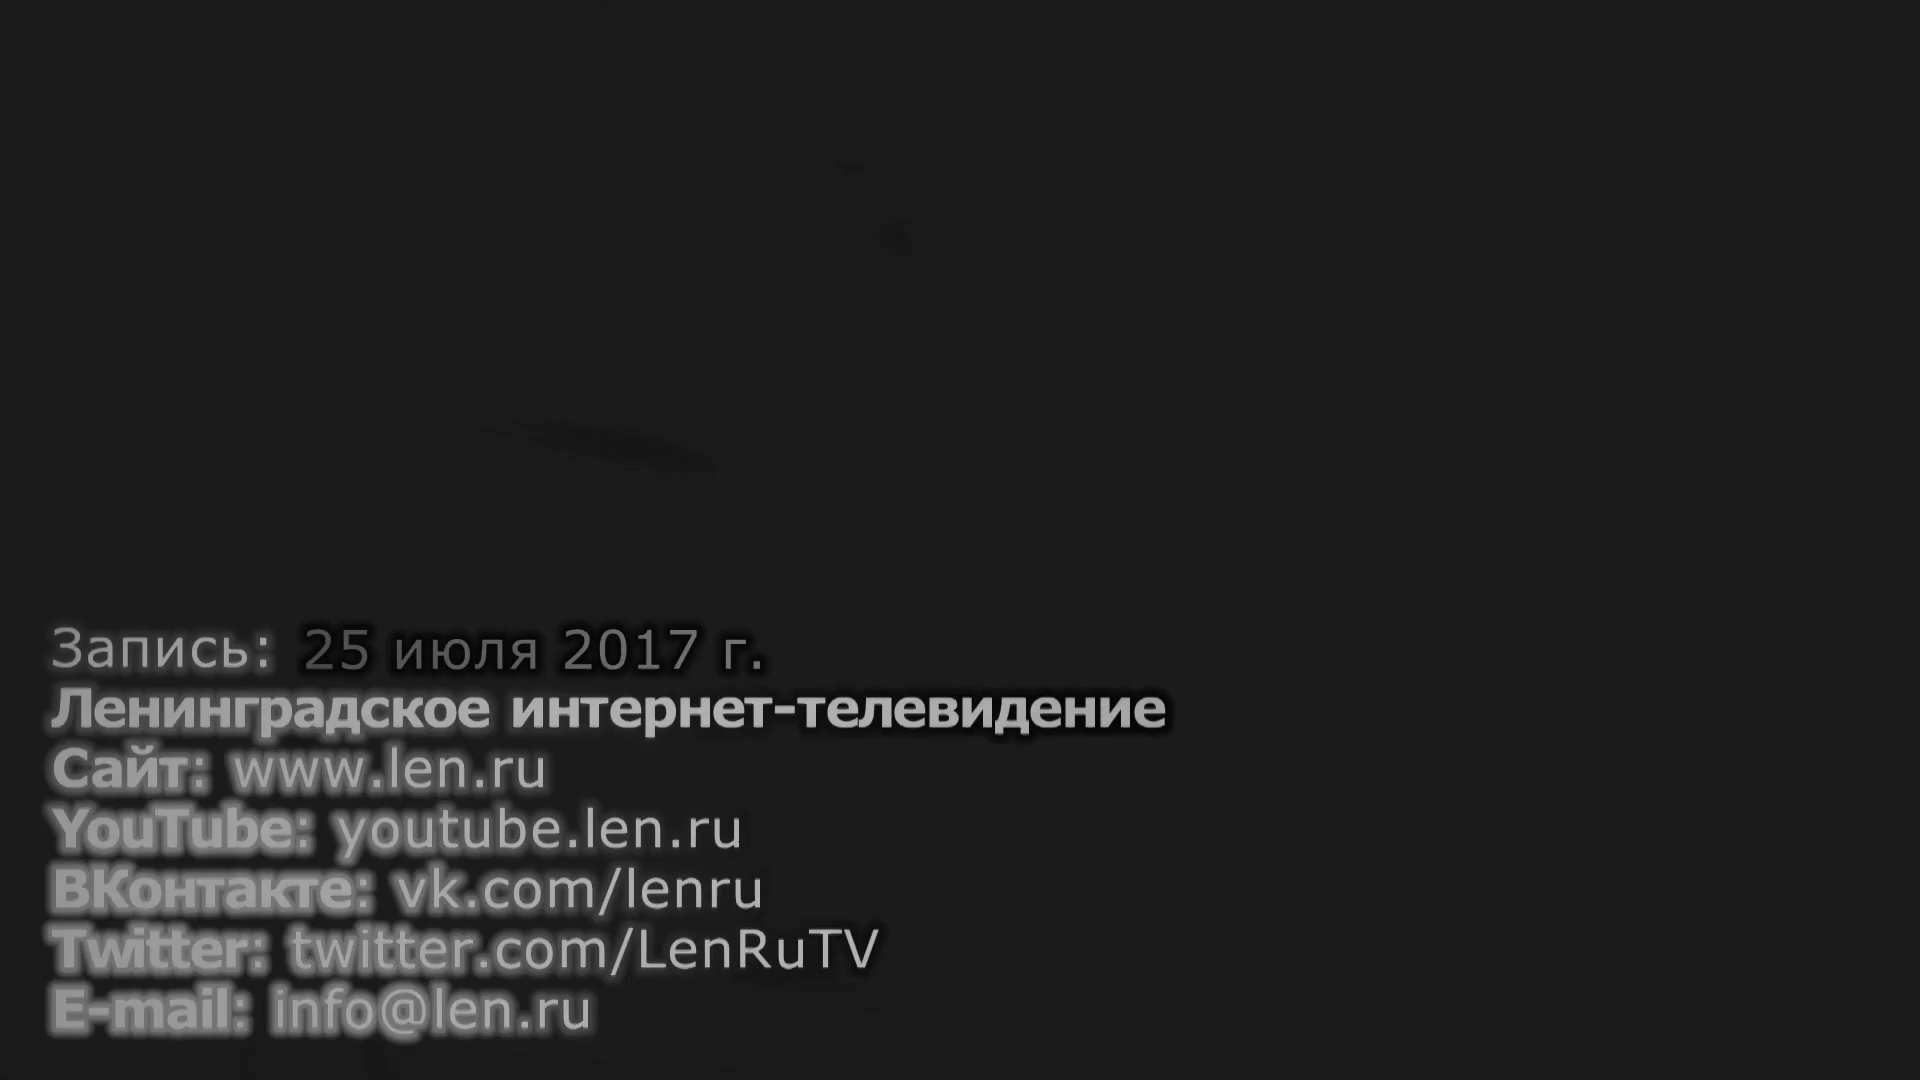 Запись: 25 июля 2017 г.
Ленинградское интернет-телевидение
Сайт: www.len.ru
YouTube: youtube.len.ru
ВКонтакте: vk.com/lenru
Twitter: twitter.com/LenRuTV
E-mail: info@len.ru